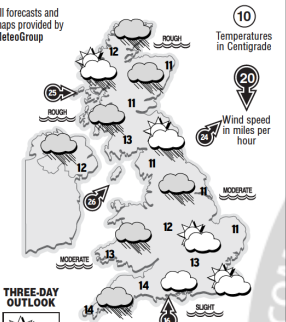 ll forecasts and
maps provided by
MeteoGroup
10
Temperatures
in Centigrade
20
Wind speed
in miles per
hour
ROUGH
12
11
25
ROUGH
11
13
24
11
12
26
11
MODERATE
12
11
MODERATE
13
13
14
14
SLIGHT
THREE-DAY
OUTLOOK